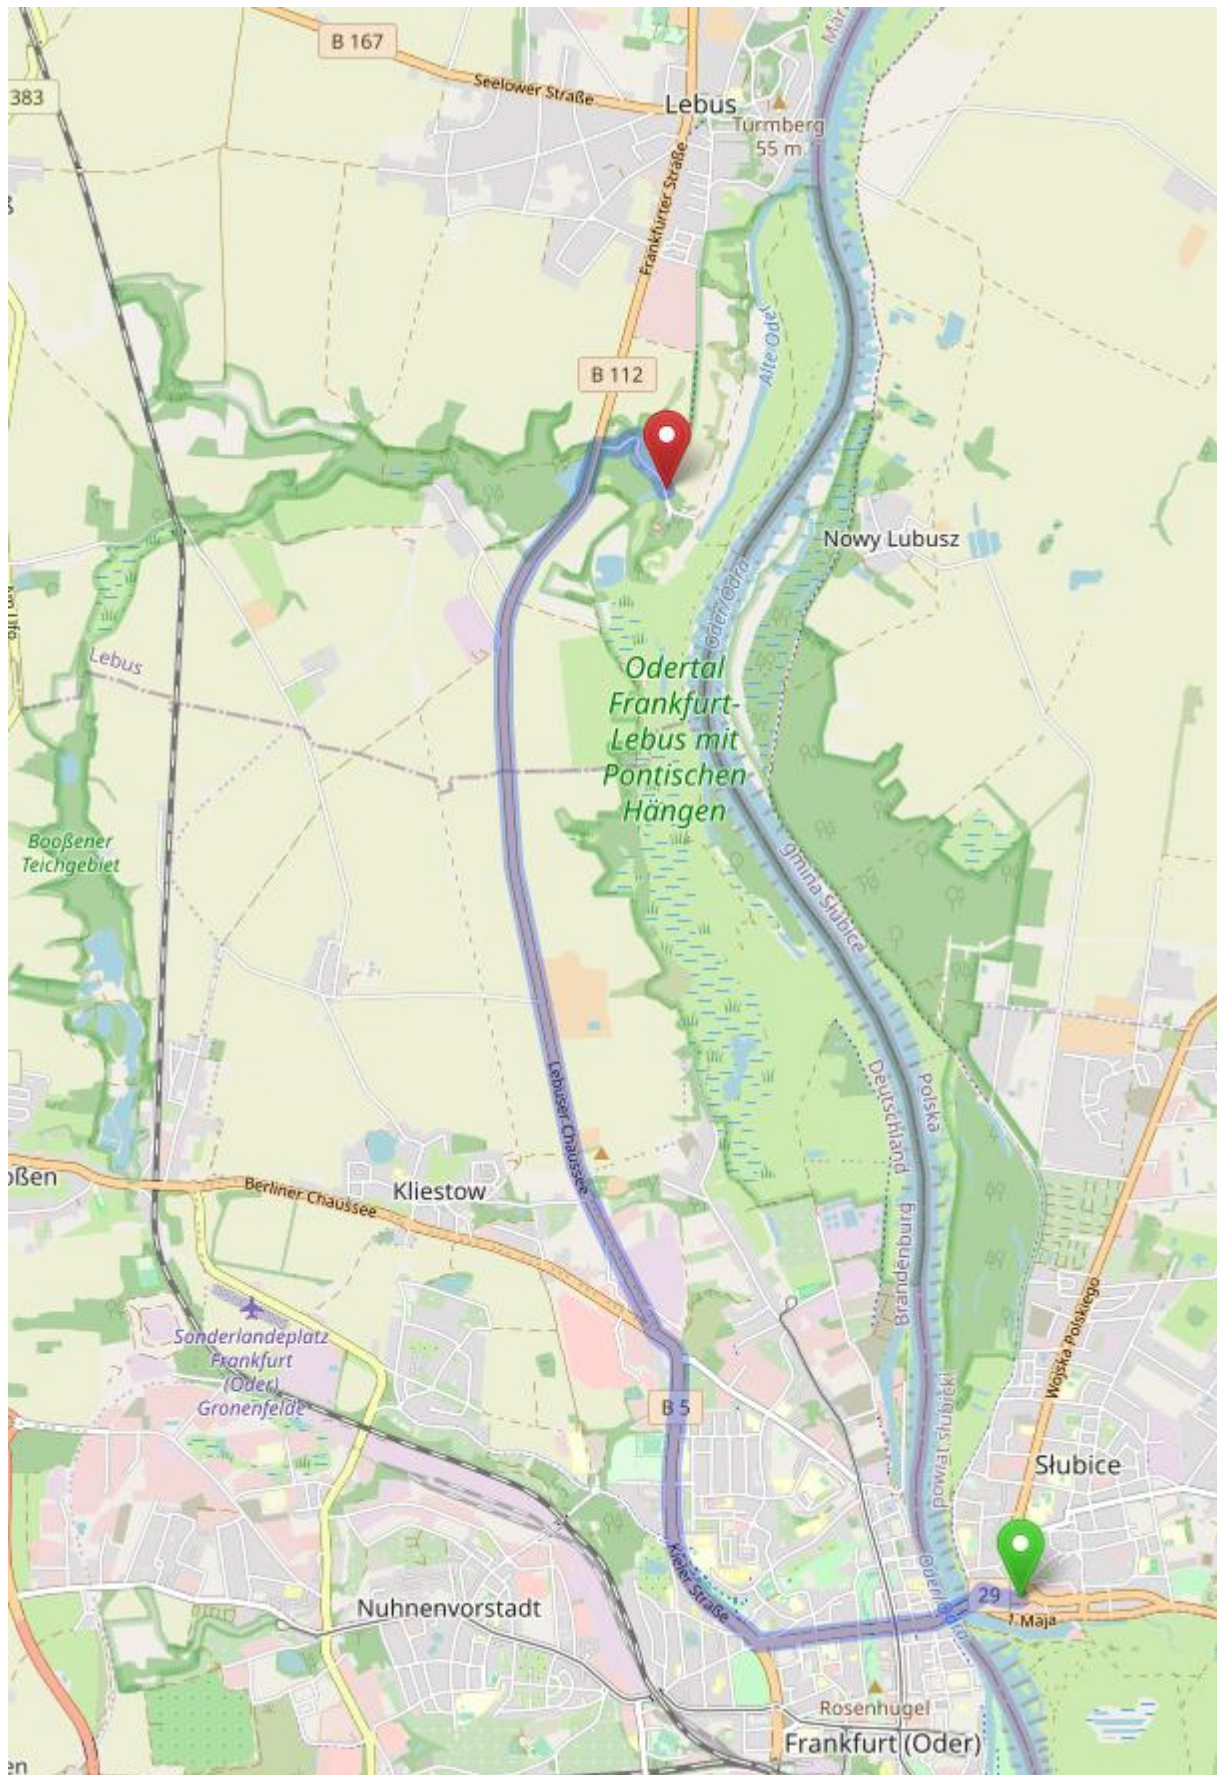 B 167
Seelower Straße
383
Lebus
Turmberg
55 m
Frankfurter Straße
Alte Oder
B 112
Nowy Lubusz
Oder/Odra
Lebus
Odertal
Frankfurt-
Lebus mit
Pontischen
Hängen
Booßener
Teichgebiet
gmina Słubice
Lebuser Chaussee
Deutschland
Polska
oßen
Berliner Chaussee
Kliestow
Brandenburg
Sonderlandeplatz
Frankfurt
(Oder)
Gronenfelde
Wojska Polskiego
B 5
powiat słubicki
Słubice
Kieler Straße
29
1 Maja
Nuhnenvorstadt
Rosenhügel
Frankfurt (Oder)
en